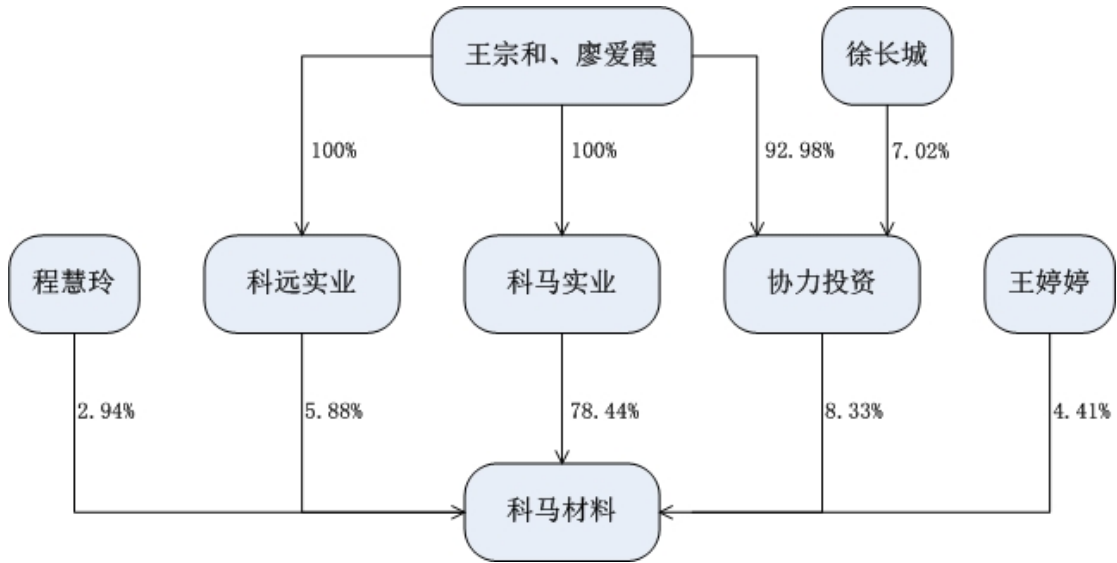 王宗和、廖爱霞
徐长城
100%
100%
92.98%
7.02%
程慧玲
科远实业
科马实业
协力投资
王婷婷
2.94%
5.88%
78.44%
8.33%
4.41%
科马材料